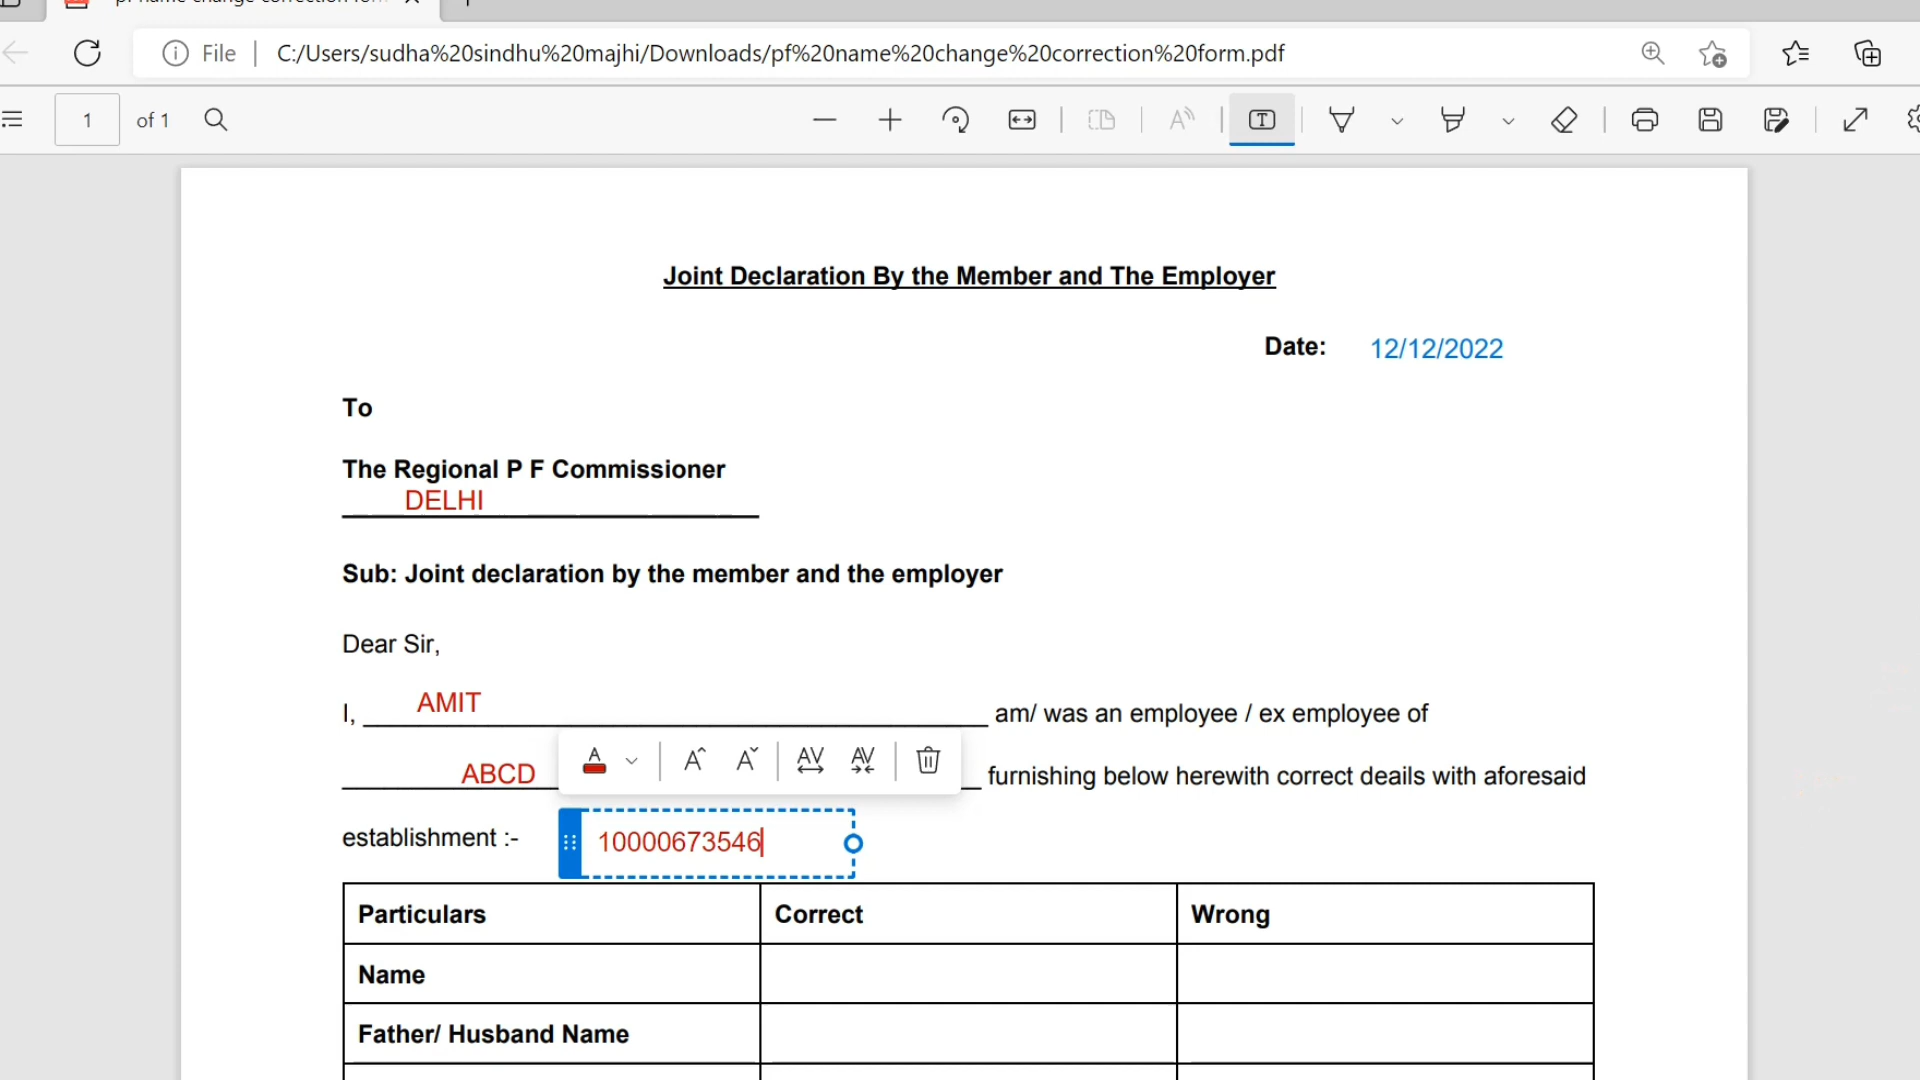 File C:/Users/sudha%20sindhu%20majhi/Downloads/pf%20name%20change%20correction%20form.pdf
1 of 1
Joint Declaration By the Member and The Employer
Date: 12/12/2022
To
The Regional P F Commissioner
DELHI
Sub: Joint declaration by the member and the employer
Dear Sir,
I, AMIT am/ was an employee / ex employee of
ABCD furnishing below herewith correct deails with aforesaid
establishment :- 10000673546
Particulars Correct Wrong
Name
Father/ Husband Name